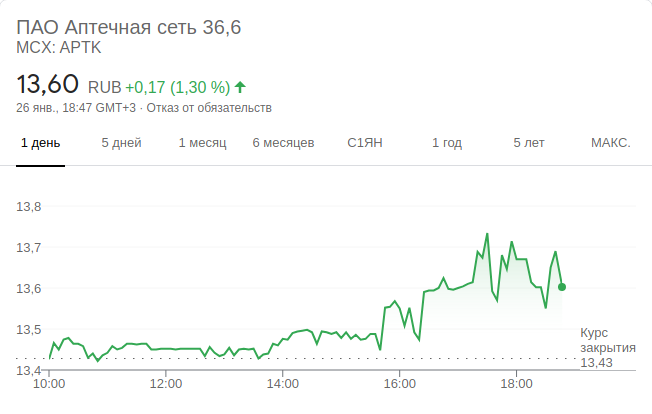 ПАО Аптечная сеть 36,6
MCX: APTK
13,60 RUB +0,17 (1,30 %)
26 янв., 18:47 GMT+3 · Отказ от обязательств
1 день 5 дней 1 месяц 6 месяцев С1ЯН 1 год 5 лет МАКС.
13,8
13,7
13,6
13,5
13,4
Курс
закрытия
13,43
10:00 12:00 14:00 16:00 18:00